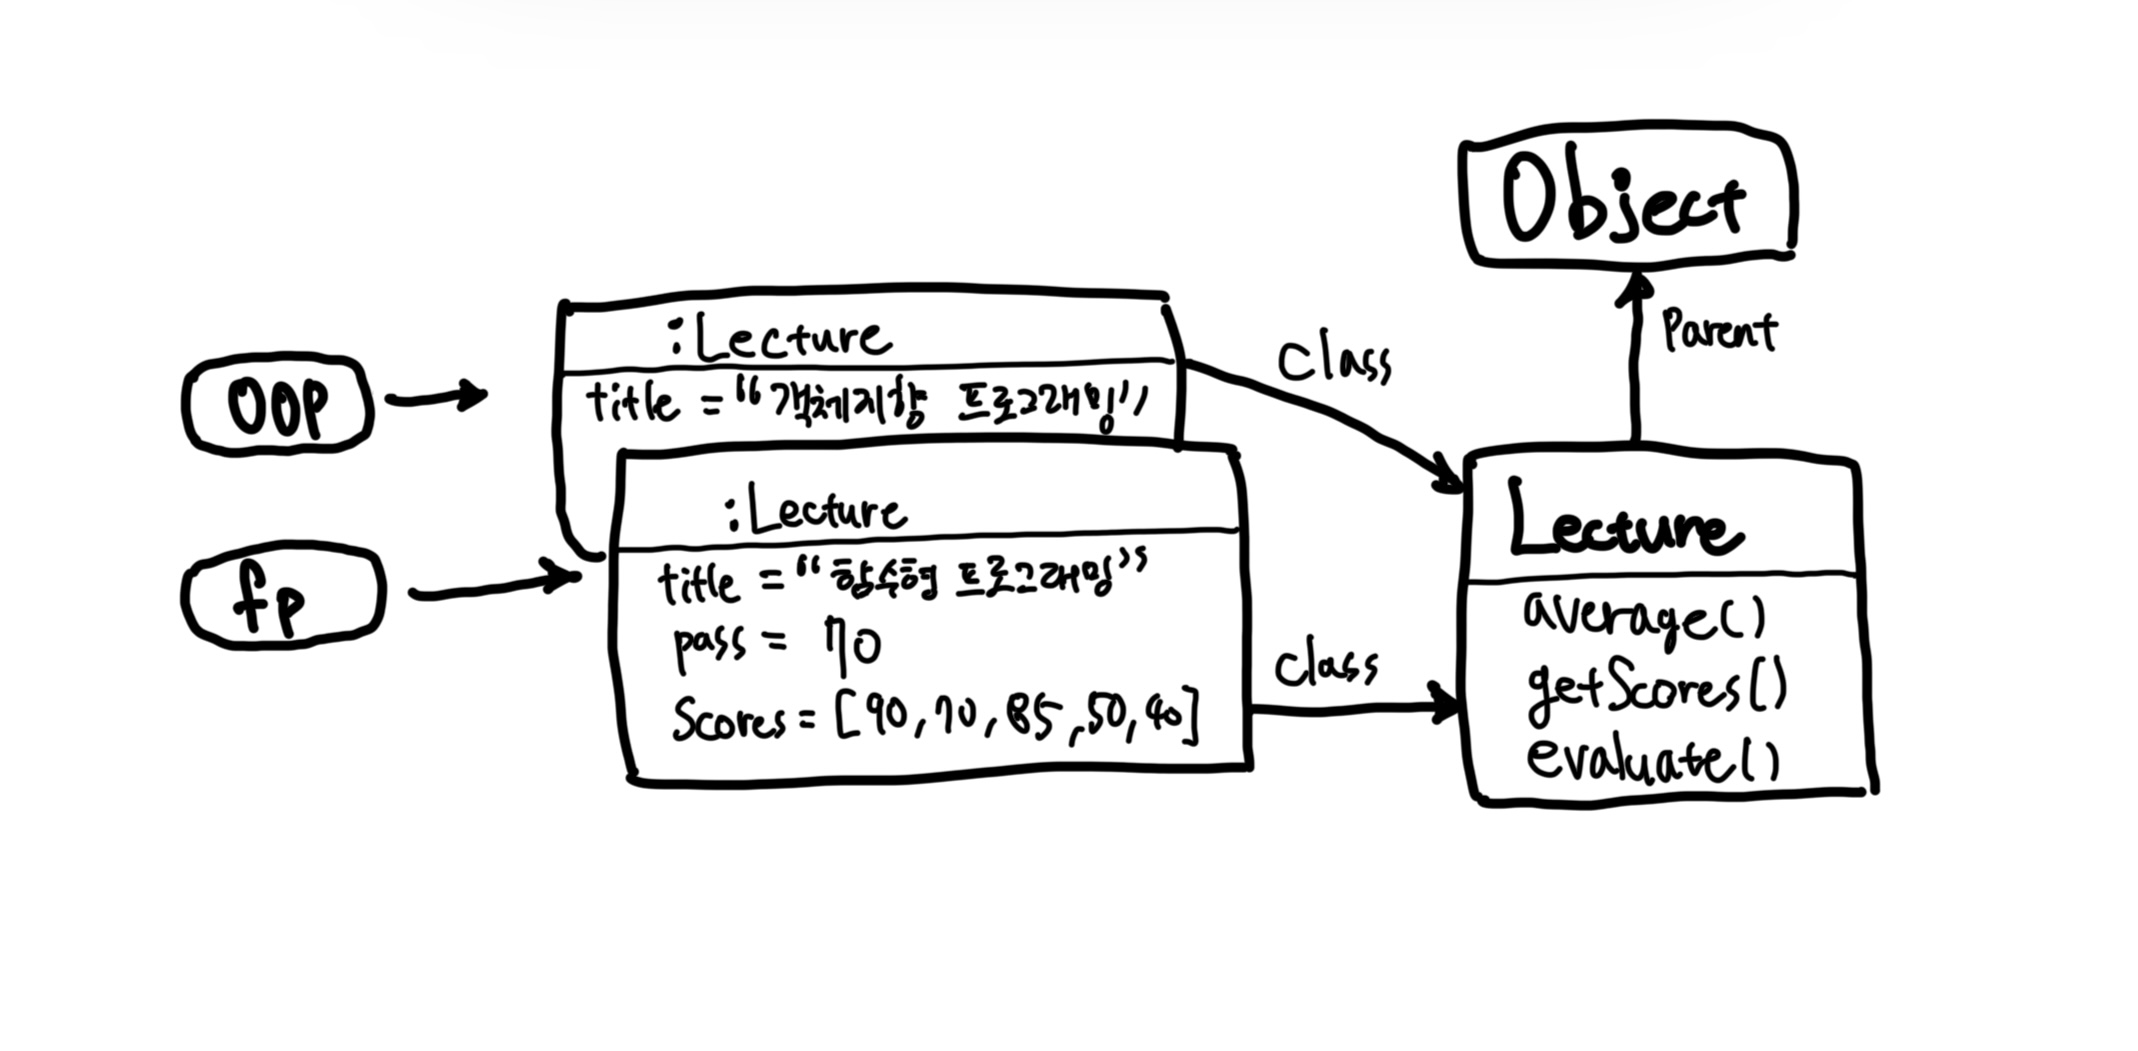 Object
Parent
:Lecture
Class
OOP
title = "객체지향 프로그래밍"
Lecture
:Lecture
fp
title = "함수형 프로그래밍"
average()
pass = 70
class
getScores()
Scores = [90, 70, 85, 50, 40]
evaluate()